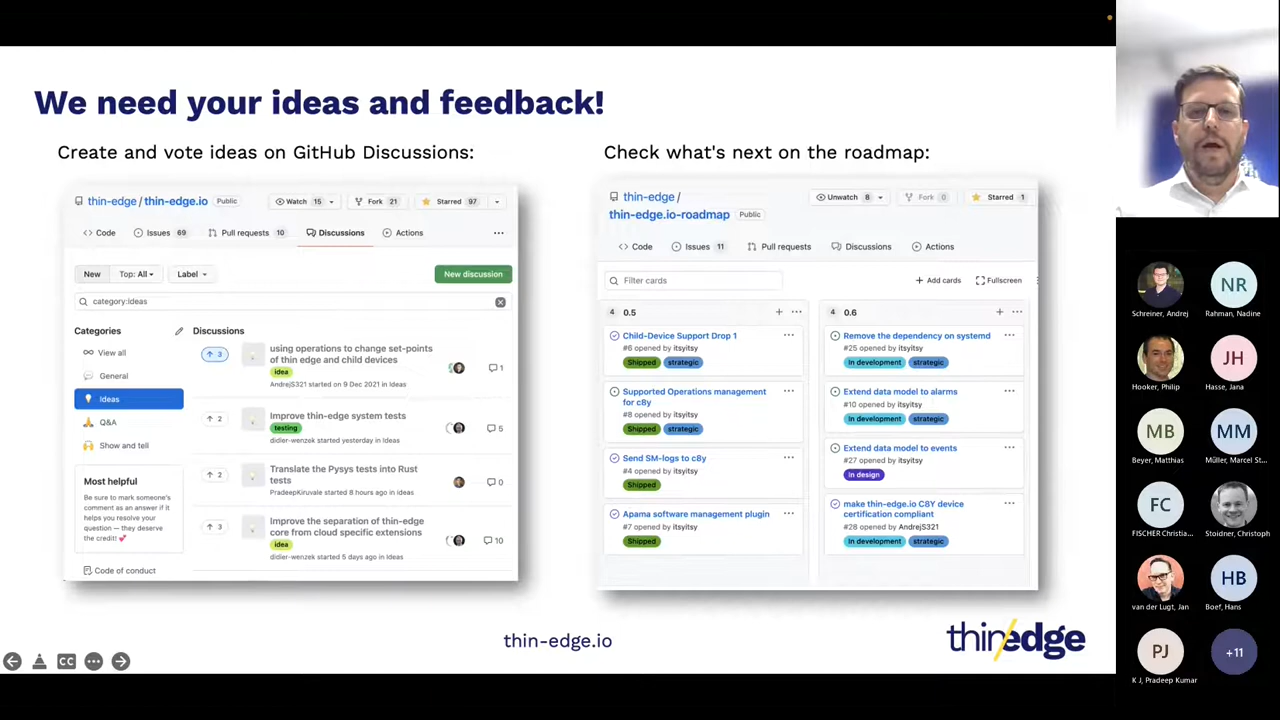 We need your ideas and feedback!
Create and vote ideas on GitHub Discussions:
thin-edge / thin-edge.io Public
Watch 15
Fork 21
Starred 97
Code
Issues 69
Pull requests 10
Discussions
Actions
New
Top: All
Label
New discussion
category:Ideas
Categories
View all
General
Ideas
Q&A
Show and tell
Most helpful
Be sure to mark someone's
comment as an answer if it
helps you resolve your
question — they deserve
the credit!
Code of conduct
Discussions
3
using operations to change set-points
of thin edge and child devices
idea
AndrejS321 started on 9 Dec 2021 in Ideas
1
2
Improve thin-edge system tests
testing
didier-wenzek started yesterday in Ideas
5
2
Translate the Pysys tests into Rust
tests
PradeepKiruvale started 8 hours ago in Ideas
0
3
Improve the separation of thin-edge
core from cloud specific extensions
idea
didier-wenzek started 5 days ago in Ideas
10
Check what's next on the roadmap:
thin-edge /
thin-edge.io-roadmap Public
Unwatch 8
Fork 0
Starred 1
Code
Issues 11
Pull requests
Discussions
Actions
Filter cards
+ Add cards
Fullscreen
4 0.5
Child-Device Support Drop 1
#6 opened by itsyitsy
Shipped strategic
Supported Operations management
for c8y
#8 opened by itsyitsy
Shipped strategic
Send SM-logs to c8y
#4 opened by itsyitsy
Shipped
Apama software management plugin
#7 opened by itsyitsy
Shipped
4 0.6
Remove the dependency on systemd
#25 opened by itsyitsy
In development strategic
Extend data model to alarms
#10 opened by itsyitsy
In development strategic
Extend data model to events
#27 opened by itsyitsy
In design
make thin-edge.io C8Y device
certification compliant
#28 opened by AndrejS321
In development strategic
thin-edge.io
thin/edge
CC
Schreiner, Andrej
NR
Rahman, Nadine
Hooker, Philip
JH
Hasse, Jana
MB
Beyer, Matthias
MM
Müller, Marcel St...
FC
FISCHER Christia...
Stoidner, Christoph
van der Lugt, Jan
HB
Boef, Hans
PJ
K J, Pradeep Kumar
+11